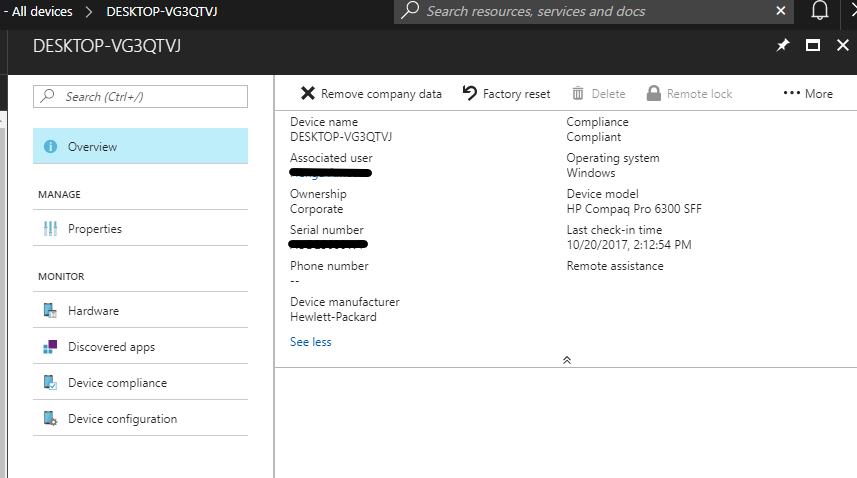 - All devices > DESKTOP-VG3QTVJ
Search resources, services and docs
DESKTOP-VG3QTVJ
Search (Ctrl+/)
Overview
MANAGE
Properties
MONITOR
Hardware
Discovered apps
Device compliance
Device configuration
Remove company data Factory reset Delete Remote lock ••• More
Device name
DESKTOP-VG3QTVJ
Associated user
Ownership
Corporate
Serial number
Phone number
--
Device manufacturer
Hewlett-Packard
See less
Compliance
Compliant
Operating system
Windows
Device model
HP Compaq Pro 6300 SFF
Last check-in time
10/20/2017, 2:12:54 PM
Remote assistance